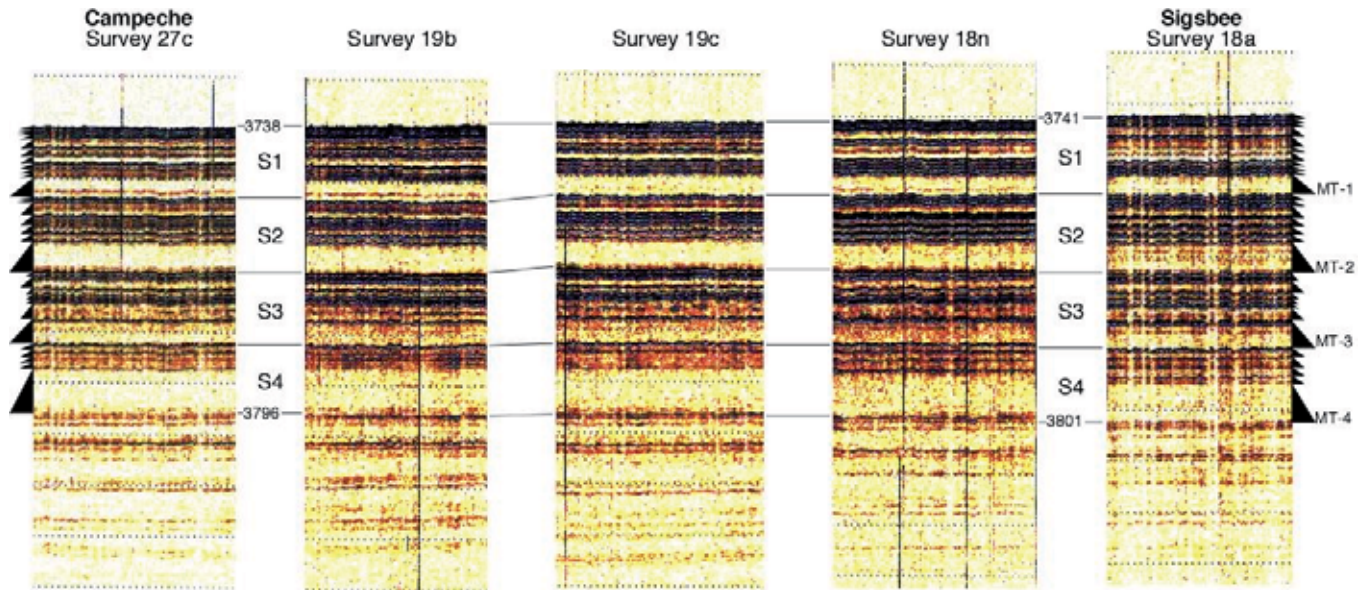 Campeche
Survey 27c
Survey 19b
Survey 19c
Survey 18n
Sigsbee
Survey 18a
3738
3741
S1
S1
MT-1
S2
S2
MT-2
S3
S3
MT-3
S4
S4
3796
3801
MT-4